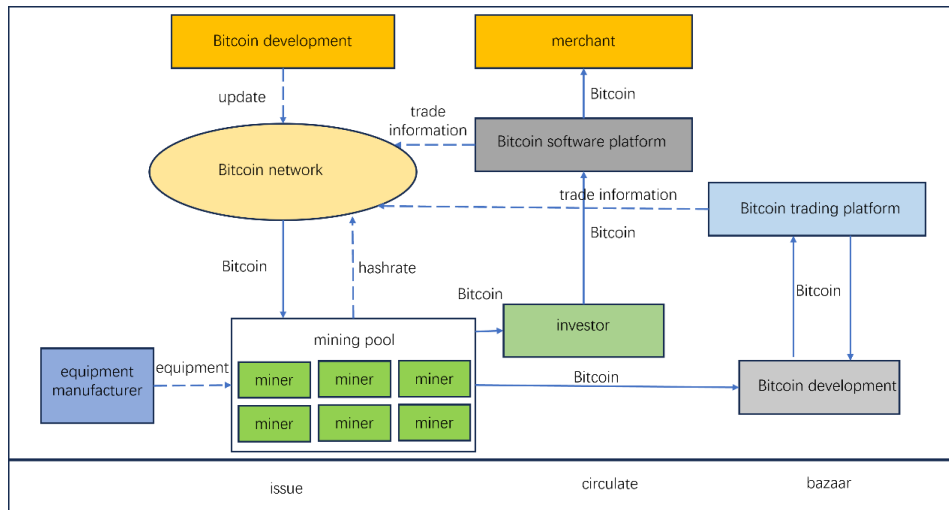 Bitcoin development
merchant
update
Bitcoin
trade
information
Bitcoin software platform
Bitcoin network
trade information
Bitcoin trading platform
Bitcoin
hashrate
Bitcoin
Bitcoin
Bitcoin
investor
mining pool
equipment
manufacturer
equipment
miner
miner
miner
Bitcoin
Bitcoin development
miner
miner
miner
issue
circulate
bazaar